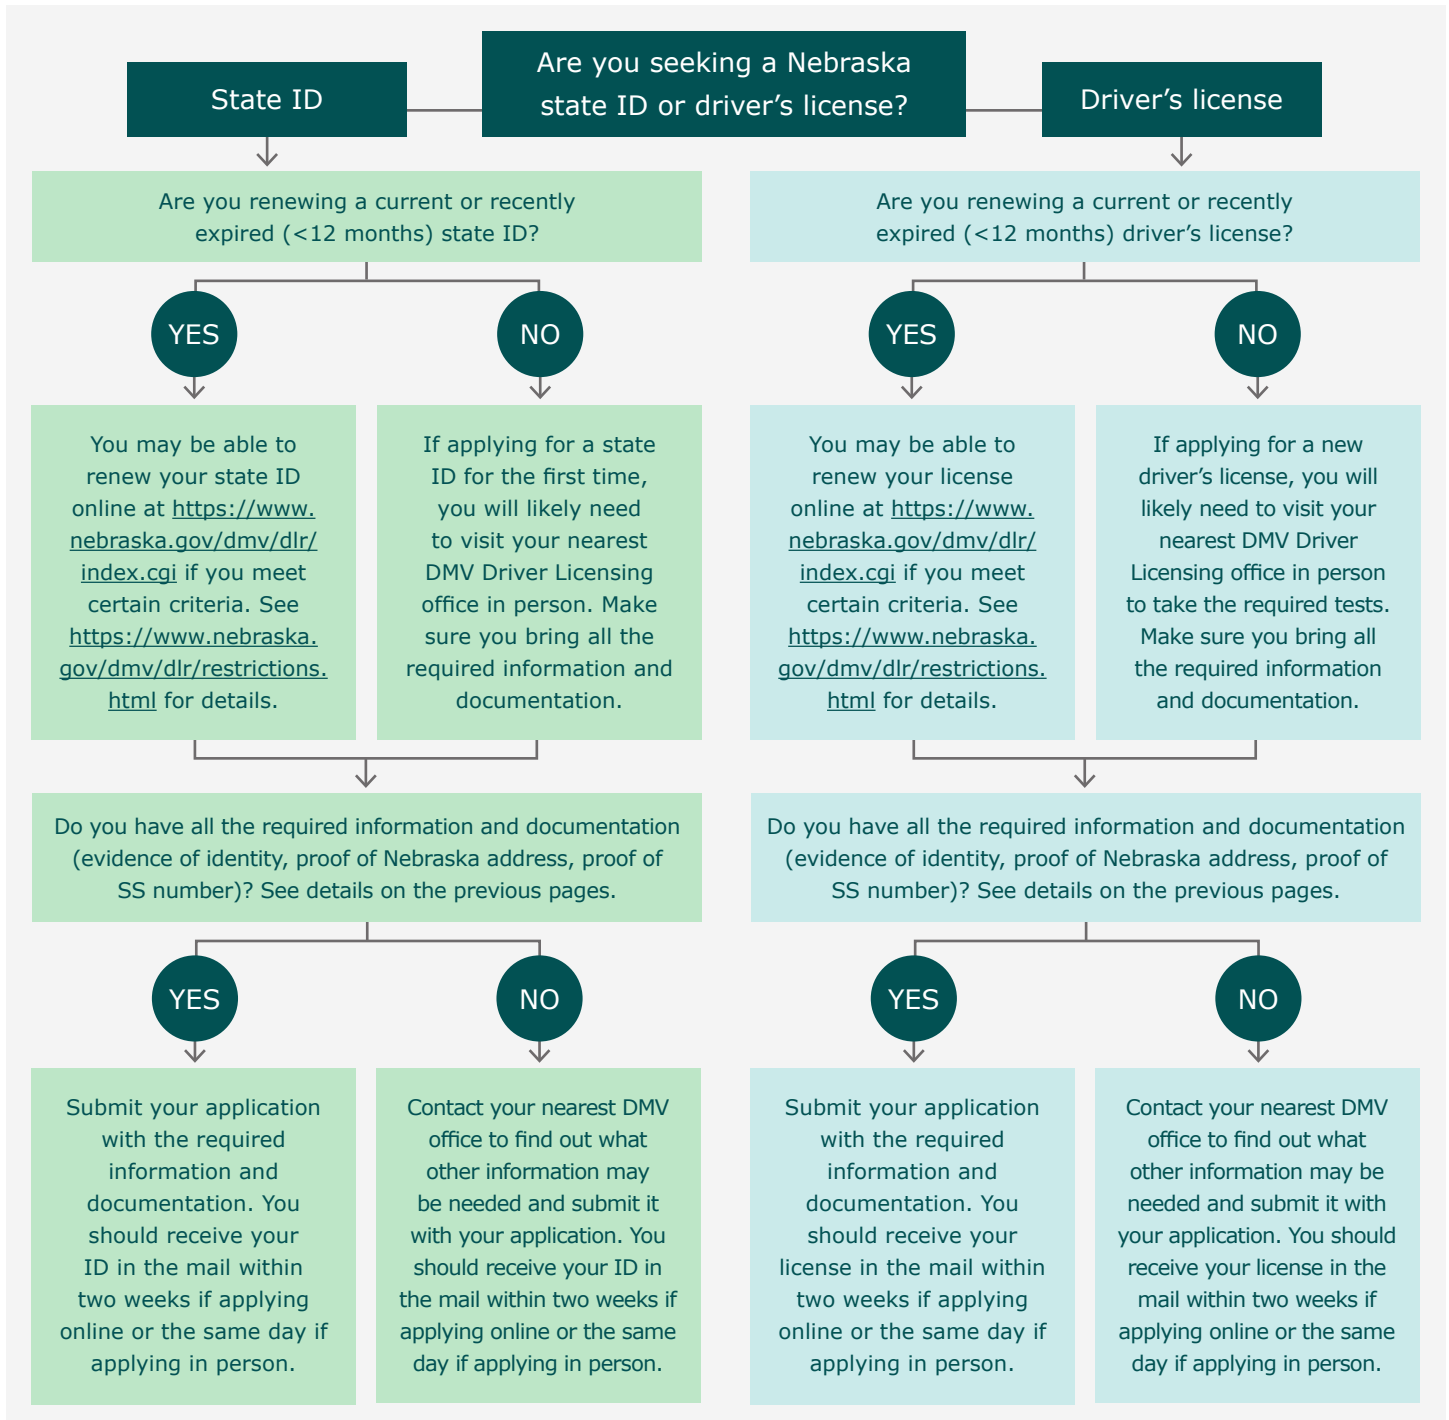 Are you seeking a Nebraska
state ID or driver’s license?
State ID
Driver’s license
Are you renewing a current or recently
expired (<12 months) state ID?
YES
NO
You may be able to
renew your state ID
online at https://www.
nebraska.gov/dmv/dlr/
index.cgi if you meet
certain criteria. See
https://www.nebraska.
gov/dmv/dlr/restrictions.
html for details.
If applying for a state
ID for the first time,
you will likely need
to visit your nearest
DMV Driver Licensing
office in person. Make
sure you bring all the
required information and
documentation.
Do you have all the required information and documentation
(evidence of identity, proof of Nebraska address, proof of
SS number)? See details on the previous pages.
YES
NO
Submit your application
with the required
information and
documentation. You
should receive your
ID in the mail within
two weeks if applying
online or the same day if
applying in person.
Contact your nearest DMV
office to find out what
other information may
be needed and submit it
with your application. You
should receive your ID in
the mail within two weeks if
applying online or the same
day if applying in person.
Are you renewing a current or recently
expired (<12 months) driver’s license?
YES
NO
You may be able to
renew your license
online at https://www.
nebraska.gov/dmv/dlr/
index.cgi if you meet
certain criteria. See
https://www.nebraska.
gov/dmv/dlr/restrictions.
html for details.
If applying for a new
driver’s license, you will
likely need to visit your
nearest DMV Driver
Licensing office in person
to take the required tests.
Make sure you bring all
the required information
and documentation.
Do you have all the required information and documentation
(evidence of identity, proof of Nebraska address, proof of
SS number)? See details on the previous pages.
YES
NO
Submit your application
with the required
information and
documentation. You
should receive your
license in the mail within
two weeks if applying
online or the same day if
applying in person.
Contact your nearest DMV
office to find out what
other information may be
needed and submit it with
your application. You should
receive your license in the
mail within two weeks if
applying online or the same
day if applying in person.